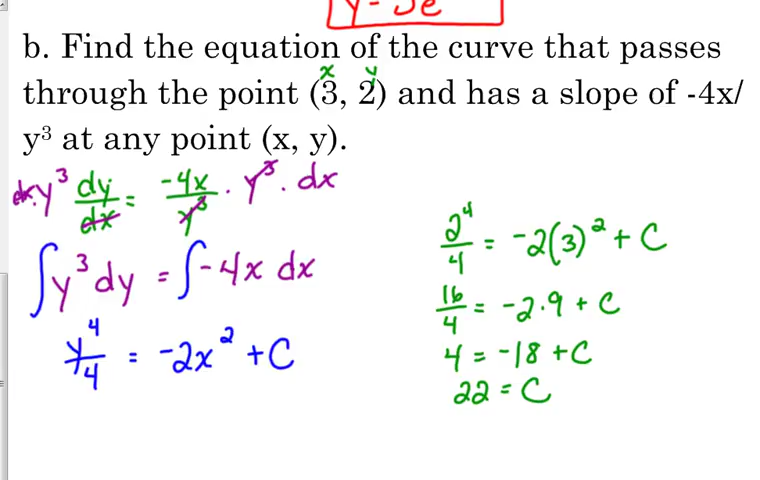 y = 5e
b. Find the equation of the curve that passes
x y
through the point (3, 2) and has a slope of -4x/
y³ at any point (x, y).
dx·y³ dy/dx = -4x/y³ · y³ · dx
∫y³dy = ∫-4x dx
y⁴/4 = -2x² + C
2⁴/4 = -2(3)² + C
16/4 = -2·9 + C
4 = -18 + C
22 = C